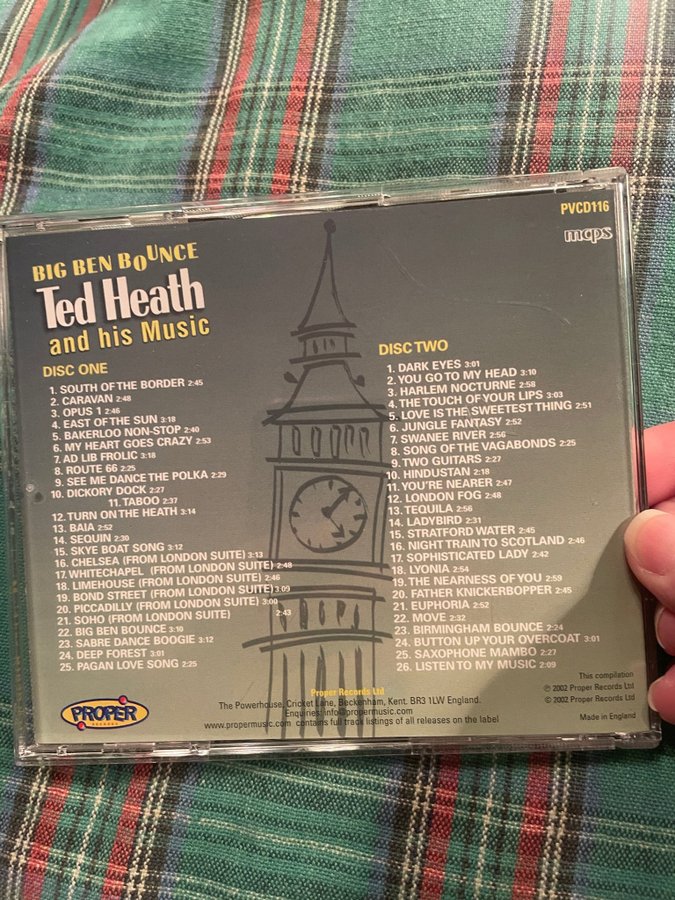 PVCD116
mcps
BIG BEN BOUNCE
Ted Heath
and his Music
DISC ONE
1. SOUTH OF THE BORDER 2:45
2. CARAVAN 2:48
3. OPUS 1 2:46
4. EAST OF THE SUN 3:18
5. BAKERLOO NON-STOP 2:40
6. MY HEART GOES CRAZY 2:53
7. AD LIB FROLIC 3:18
8. ROUTE 66 2:25
9. SEE ME DANCE THE POLKA 2:29
10. DICKORY DOCK 2:27
11. TABOO 2:37
12. TURN ON THE HEATH 3:14
13. BAIA 2:52
14. SEQUIN 2:30
15. SKYE BOAT SONG 3:12
16. CHELSEA (FROM LONDON SUITE) 3:13
17. WHITECHAPEL (FROM LONDON SUITE) 2:48
18. LIMEHOUSE (FROM LONDON SUITE) 2:46
19. BOND STREET (FROM LONDON SUITE) 3:09
20. PICCADILLY (FROM LONDON SUITE) 3:00
21. SOHO (FROM LONDON SUITE) 2:43
22. BIG BEN BOUNCE 3:10
23. SABRE DANCE BOOGIE 3:12
24. DEEP FOREST 3:01
25. PAGAN LOVE SONG 2:25
DISC TWO
1. DARK EYES 3:01
2. YOU GO TO MY HEAD 3:10
3. HARLEM NOCTURNE 2:58
4. THE TOUCH OF YOUR LIPS 3:03
5. LOVE IS THE SWEETEST THING 2:51
6. JUNGLE FANTASY 2:52
7. SWANEE RIVER 2:56
8. SONG OF THE VAGABONDS 2:25
9. TWO GUITARS 2:27
10. HINDUSTAN 2:18
11. YOU'RE NEARER 2:47
12. LONDON FOG 2:48
13. TEQUILA 2:56
14. LADYBIRD 2:31
15. STRATFORD WATER 2:45
16. NIGHT TRAIN TO SCOTLAND 2:46
17. SOPHISTICATED LADY 2:42
18. LYONIA 2:54
19. THE NEARNESS OF YOU 2:59
20. FATHER KNICKERBOPPER 2:45
21. EUPHORIA 2:52
22. MOVE 2:32
23. BIRMINGHAM BOUNCE 2:24
24. BUTTON UP YOUR OVERCOAT 3:01
25. SAXOPHONE MAMBO 2:27
26. LISTEN TO MY MUSIC 2:09
PROPER
RECORDS
Proper Records Ltd
The Powerhouse, Cricket Lane, Beckenham, Kent. BR3 1LW England.
Enquiries: info@propermusic.com
www.propermusic.com contains full track listings of all releases on the label
This compilation
℗ 2002 Proper Records Ltd
© 2002 Proper Records Ltd
Made in England